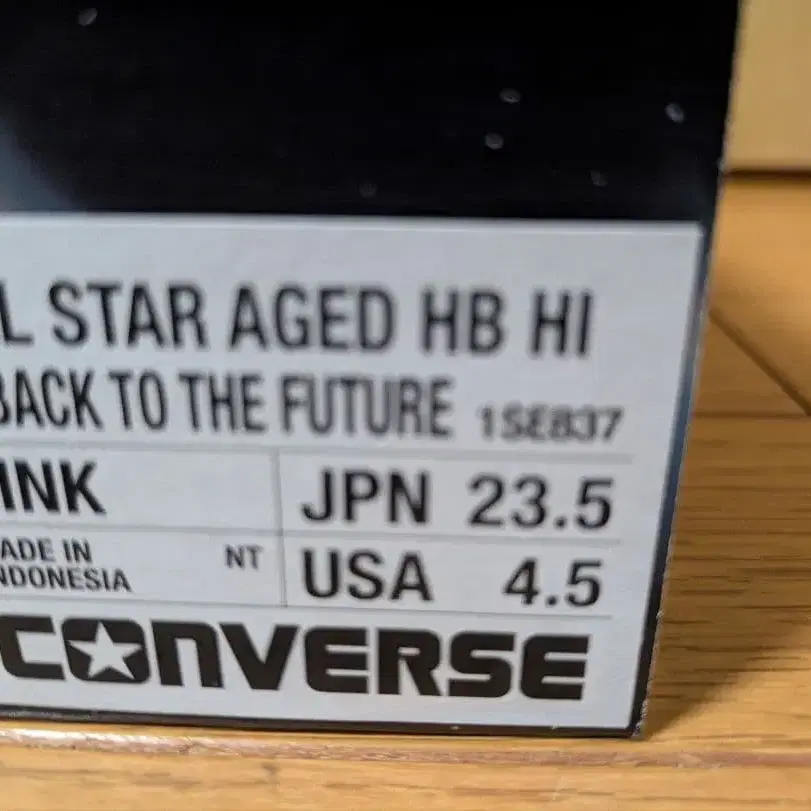 L STAR AGED HB HI
BACK TO THE FUTURE 1SE837
INK JPN 23.5
ADE IN
NDONESIA NT USA 4.5
CONVERSE